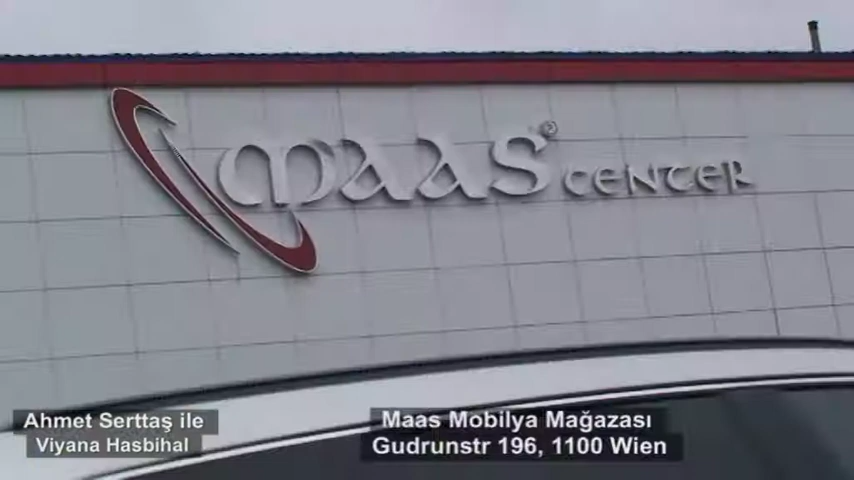 MAAS® CENTER
Ahmet Serttaş ile
Viyana Hasbihal
Maas Mobilya Mağazası
Gudrunstr 196, 1100 Wien